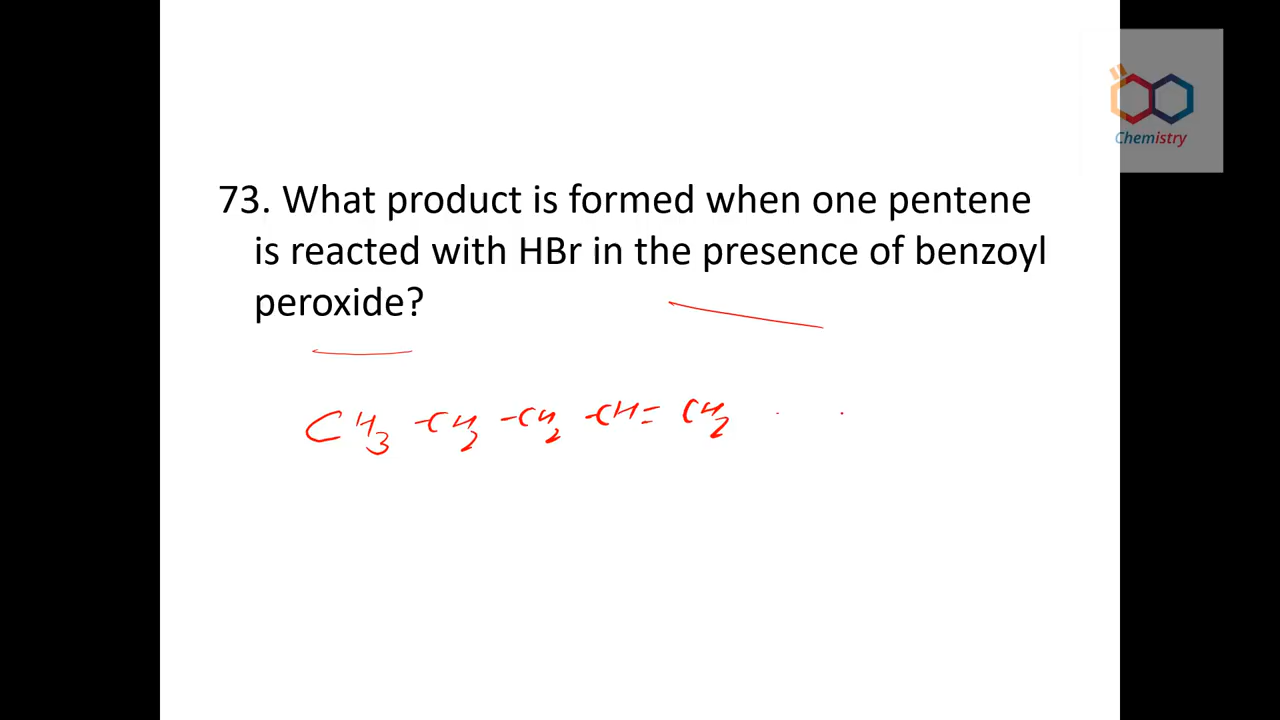 Chemistry
73. What product is formed when one pentene
is reacted with HBr in the presence of benzoyl
peroxide?
CH3 -CH2 -CH2 -CH= CH2